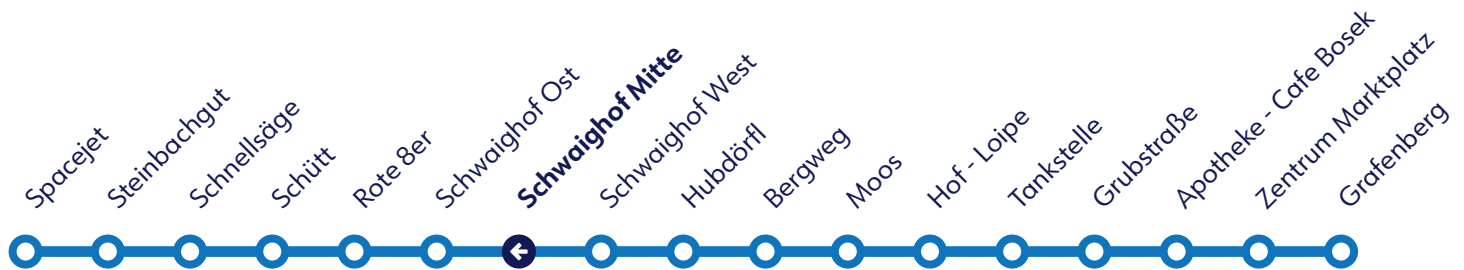 Spacejet
Steinbachgut
Schnellsäge
Schütt
Rote 8er
Schwaighof Ost
Schwaighof Mitte
Schwaighof West
Hubdörfl
Bergweg
Moos
Hof - Loipe
Tankstelle
Grubstraße
Apotheke - Cafe Bosek
Zentrum Marktplatz
Grafenberg